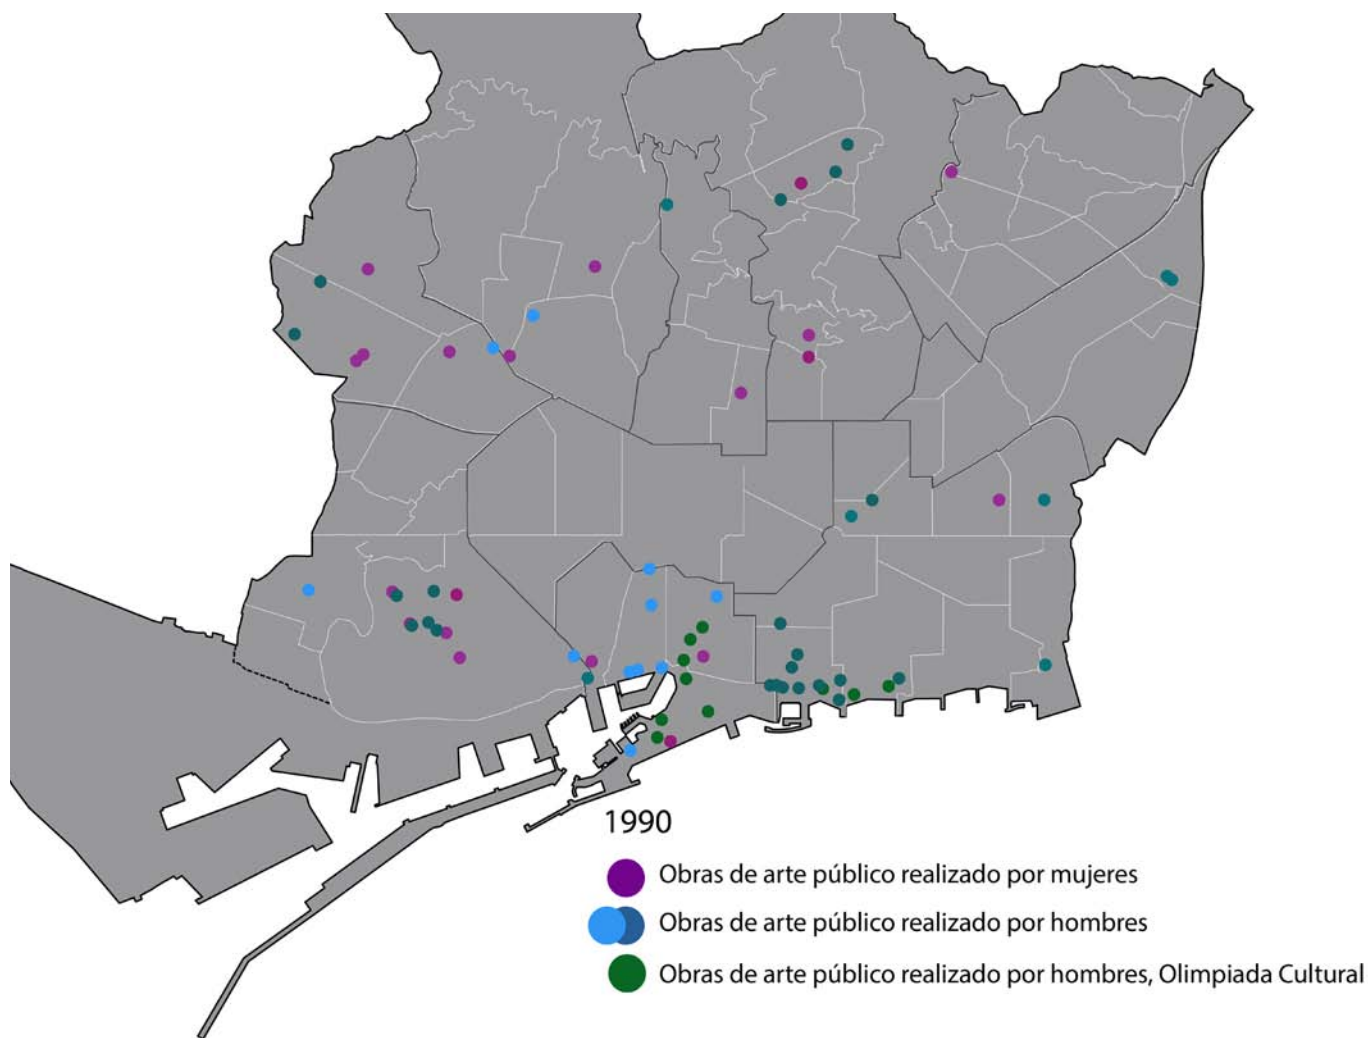 1990
Obras de arte público realizado por mujeres
Obras de arte público realizado por hombres
Obras de arte público realizado por hombres, Olimpiada Cultural